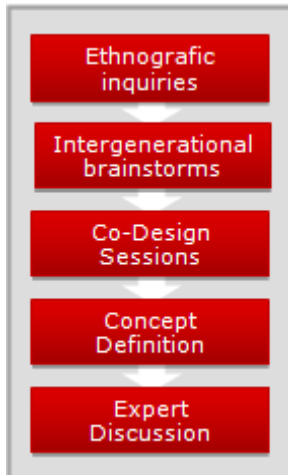 Ethnografic
inquiries
Intergenerational
brainstorms
Co-Design
Sessions
Concept
Definition
Expert
Discussion